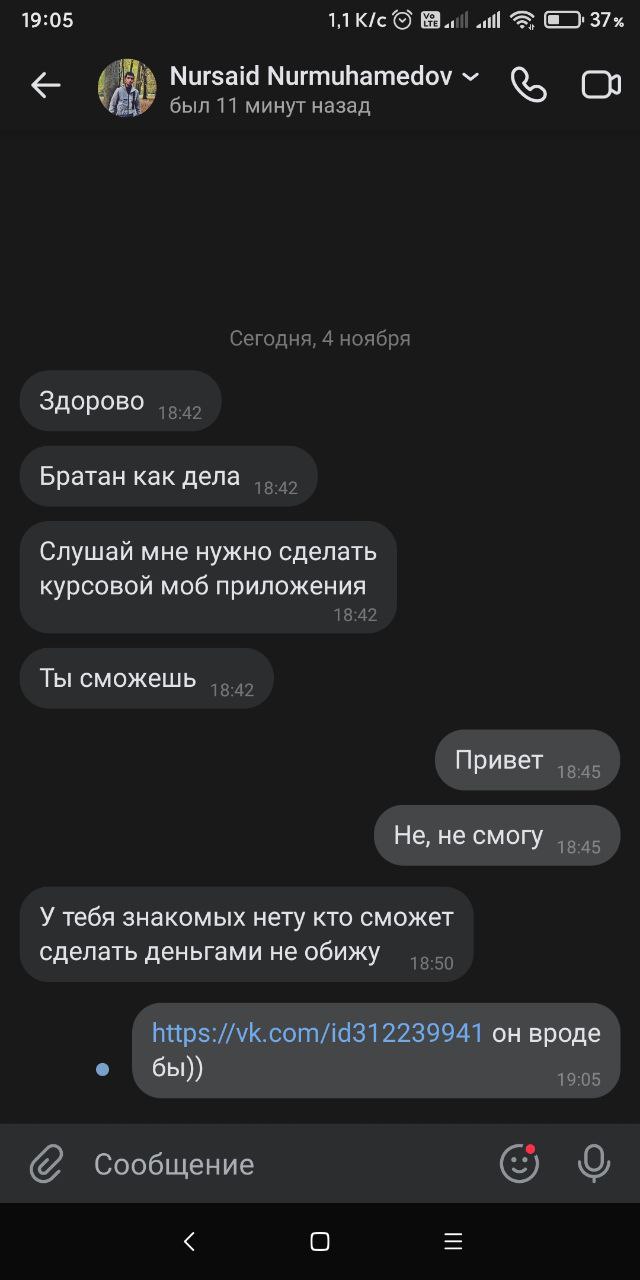 19:05
1,1 K/c
Vo LTE
37%
Nursaid Nurmuhamedov
был 11 минут назад
Сегодня, 4 ноября
Здорово 18:42
Братан как дела 18:42
Слушай мне нужно сделать
курсовой моб приложения
18:42
Ты сможешь 18:42
Привет 18:45
Не, не смогу 18:45
У тебя знакомых нету кто сможет
сделать деньгами не обижу 18:50
https://vk.com/id312239941 он вроде
бы))
19:05
Сообщение